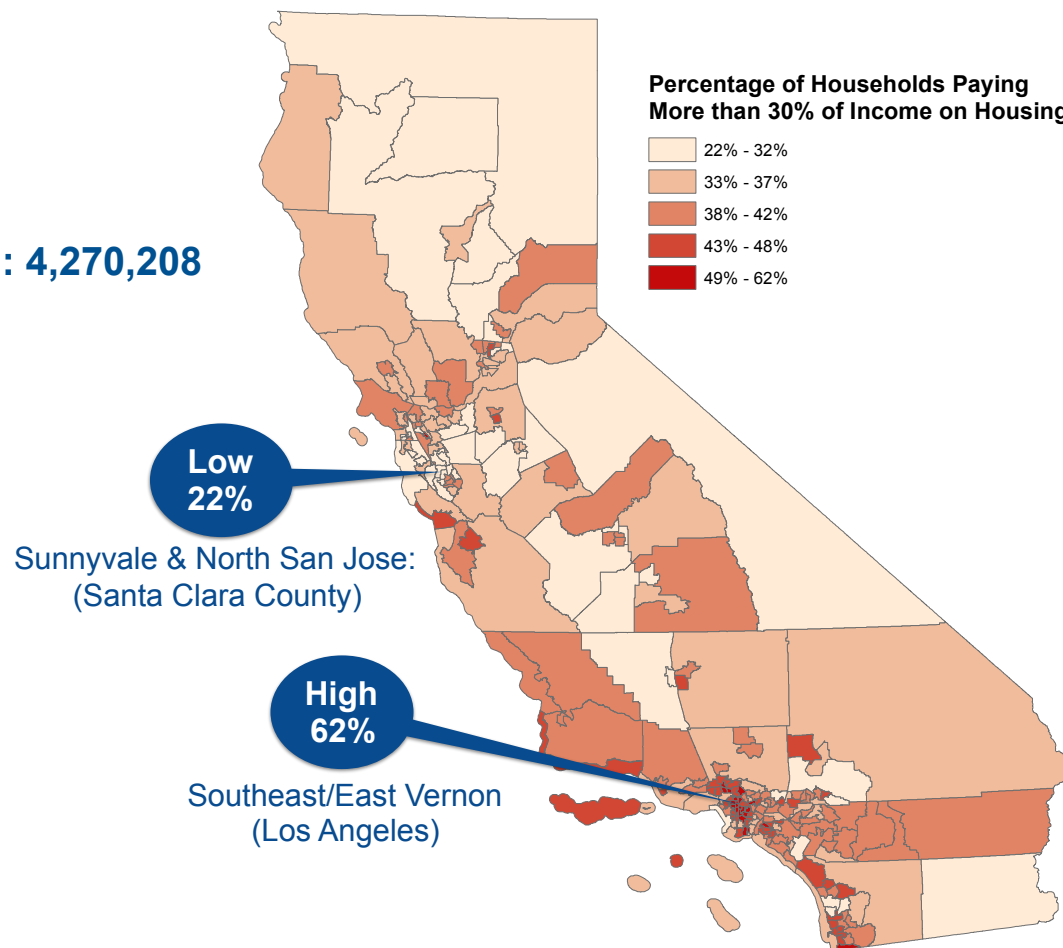 Percentage of Households Paying
More than 30% of Income on Housing
22% - 32%
33% - 37%
38% - 42%
43% - 48%
49% - 62%
: 4,270,208
Low
22%
Sunnyvale & North San Jose:
(Santa Clara County)
High
62%
Southeast/East Vernon
(Los Angeles)